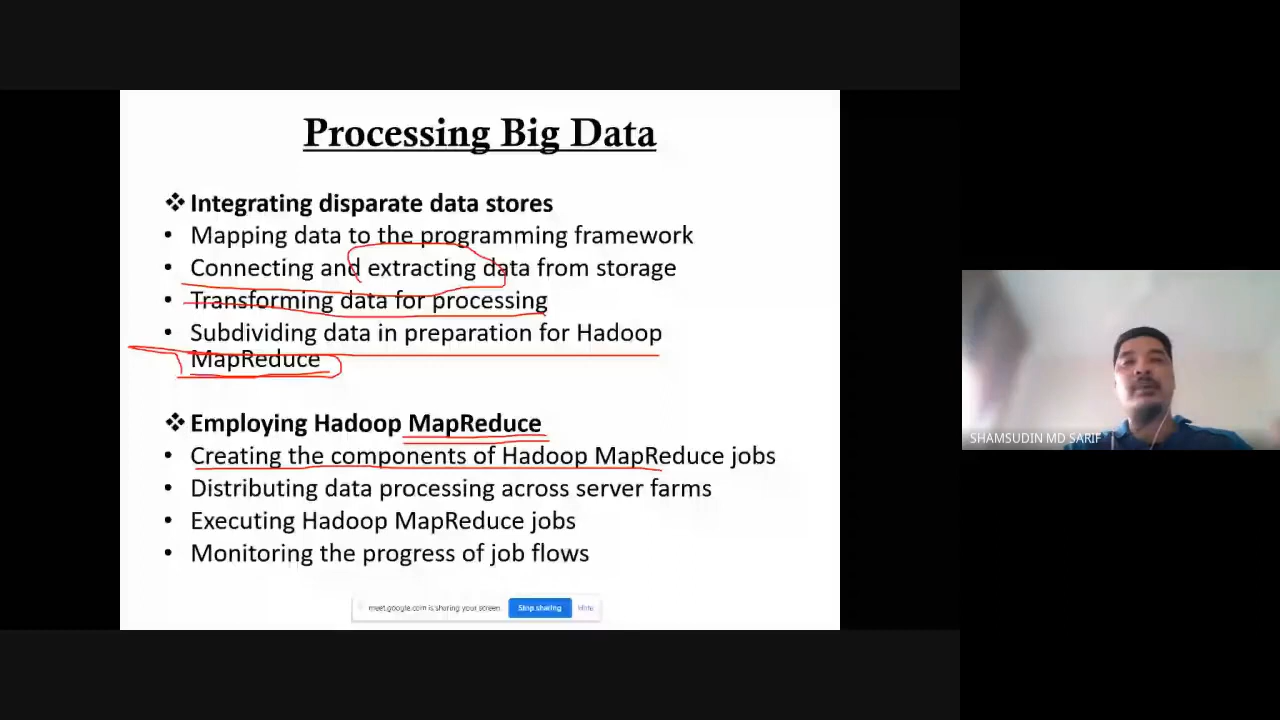 Processing Big Data
❖ Integrating disparate data stores
• Mapping data to the programming framework
• Connecting and extracting data from storage
• Transforming data for processing
• Subdividing data in preparation for Hadoop
MapReduce
❖ Employing Hadoop MapReduce
• Creating the components of Hadoop MapReduce jobs
• Distributing data processing across server farms
• Executing Hadoop MapReduce jobs
• Monitoring the progress of job flows
meet.google.com is sharing your screen. Stop sharing Hide
SHAMSUDIN MD SARIF